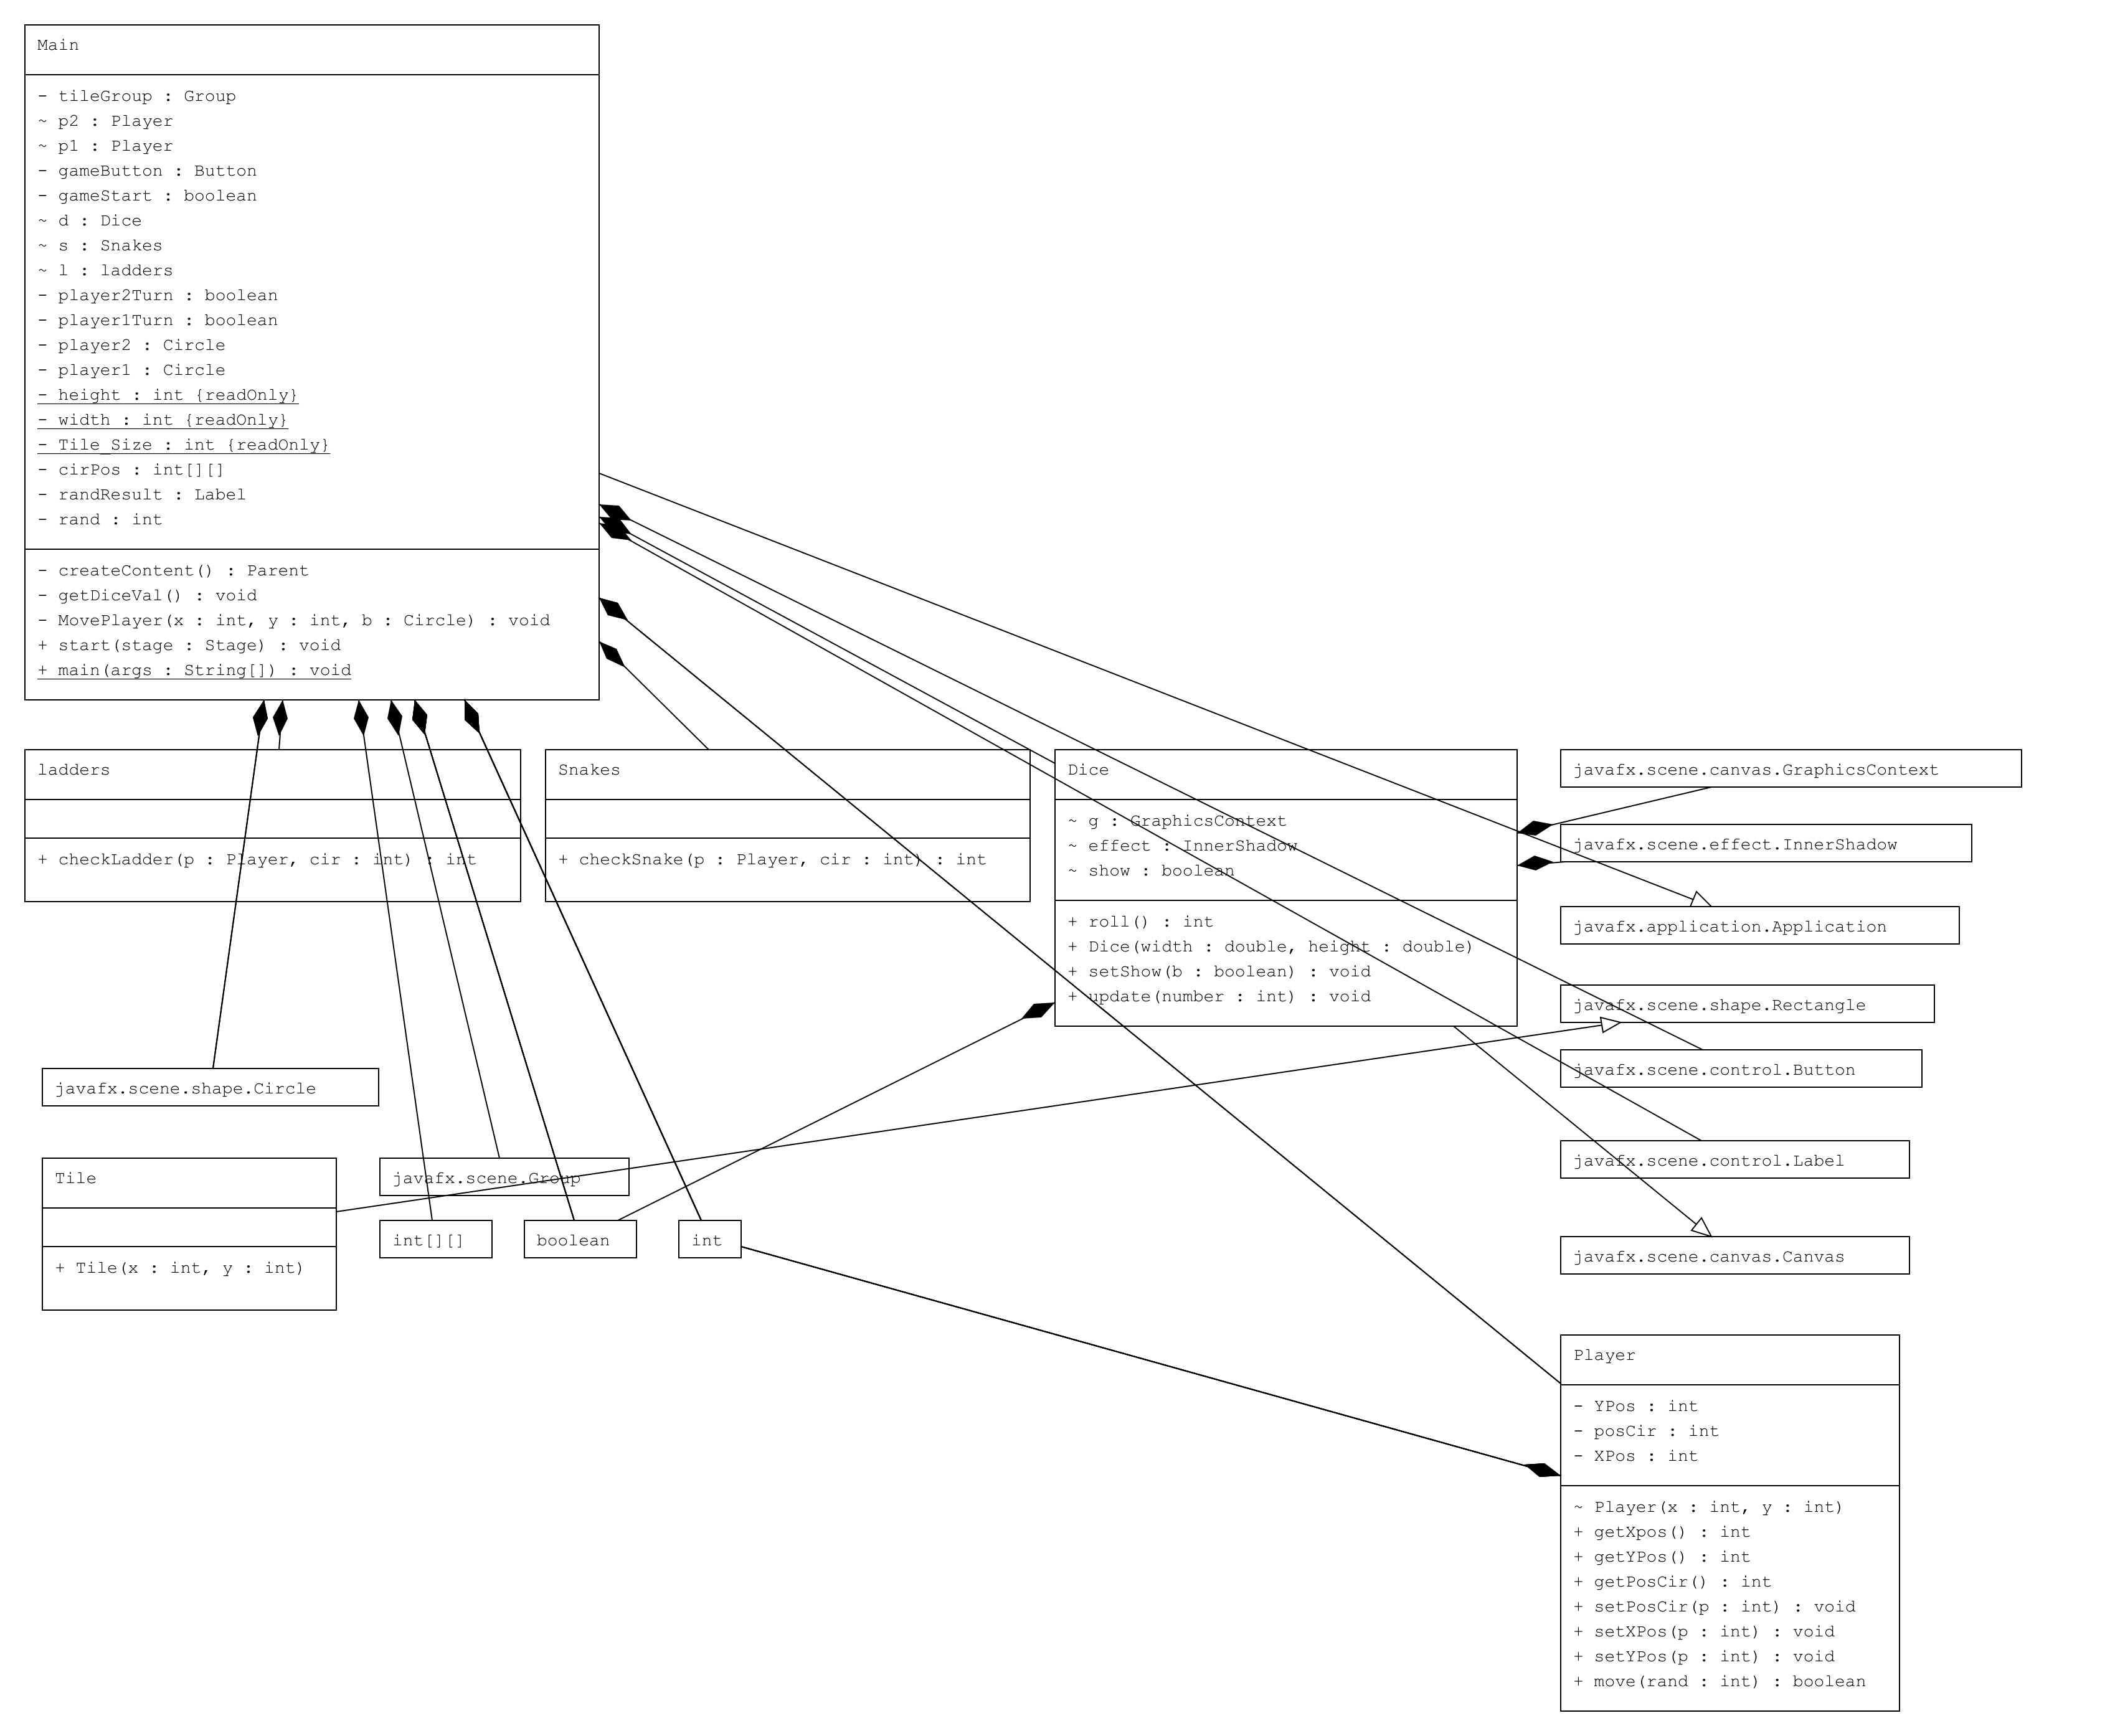 Main
- tileGroup : Group
~ p2 : Player
~ p1 : Player
- gameButton : Button
- gameStart : boolean
~ d : Dice
~ s : Snakes
~ l : ladders
- player2Turn : boolean
- player1Turn : boolean
- player2 : Circle
- player1 : Circle
- height : int {readOnly}
- width : int {readOnly}
- Tile_Size : int {readOnly}
- cirPos : int[][]
- randResult : Label
- rand : int
- createContent() : Parent
- getDiceVal() : void
- MovePlayer(x : int, y : int, b : Circle) : void
+ start(stage : Stage) : void
+ main(args : String[]) : void
ladders
+ checkLadder(p : Player, cir : int) : int
Snakes
+ checkSnake(p : Player, cir : int) : int
Dice
~ g : GraphicsContext
~ effect : InnerShadow
~ show : boolean
+ roll() : int
+ Dice(width : double, height : double)
+ setShow(b : boolean) : void
+ update(number : int) : void
javafx.scene.canvas.GraphicsContext
javafx.scene.effect.InnerShadow
javafx.application.Application
javafx.scene.shape.Rectangle
javafx.scene.control.Button
javafx.scene.control.Label
javafx.scene.canvas.Canvas
javafx.scene.shape.Circle
Tile
+ Tile(x : int, y : int)
javafx.scene.Group
int[][]
boolean
int
Player
- YPos : int
- posCir : int
- XPos : int
~ Player(x : int, y : int)
+ getXpos() : int
+ getYPos() : int
+ getPosCir() : int
+ setPosCir(p : int) : void
+ setXPos(p : int) : void
+ setYPos(p : int) : void
+ move(rand : int) : boolean